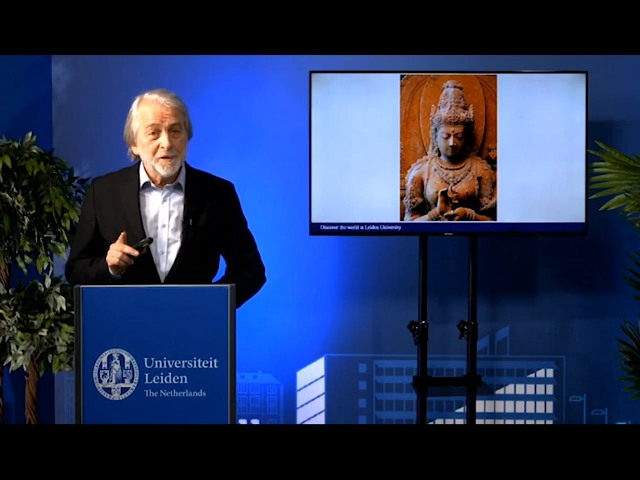 Discover the world at Leiden University
Universiteit
Leiden
The Netherlands